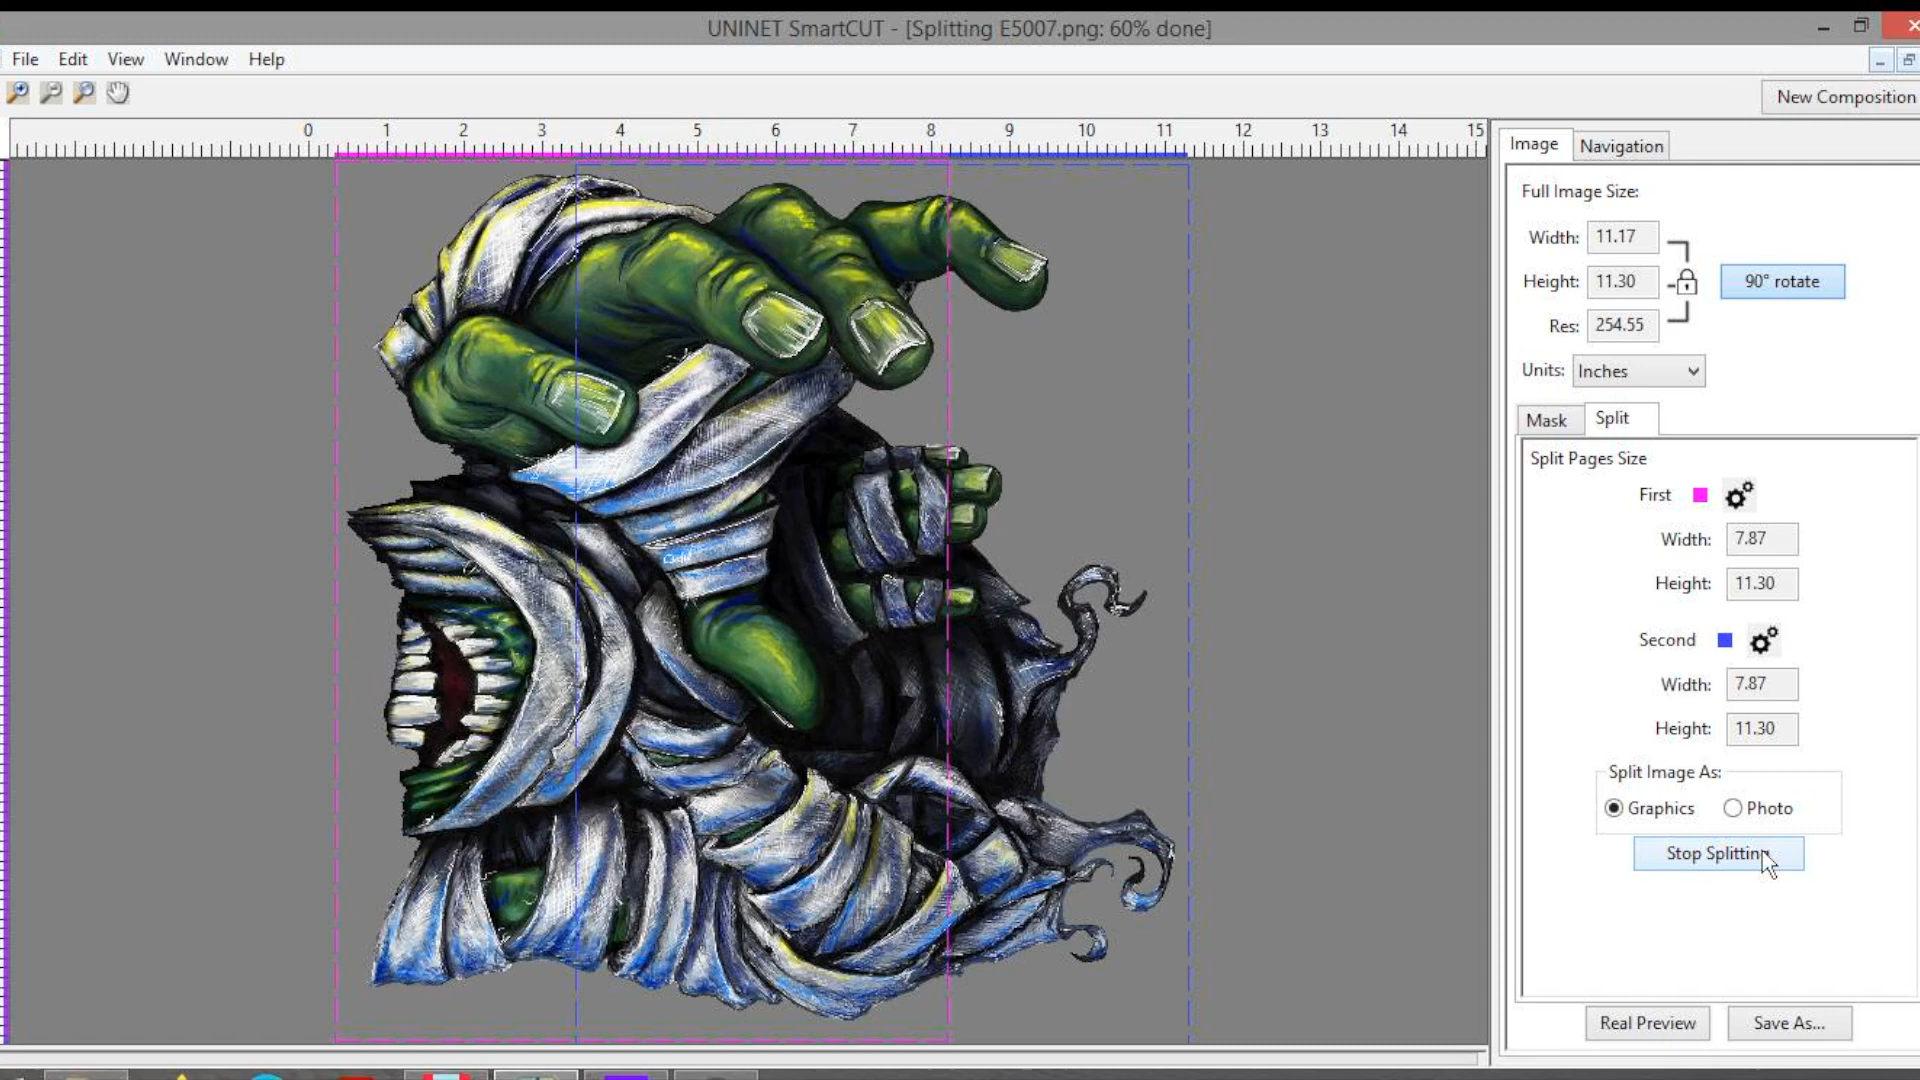 UNINET SmartCUT - [Splitting E5007.png: 60% done]
File Edit View Window Help
New Composition
0 1 2 3 4 5 6 7 8 9 10 11 12 13 14 15
Image Navigation
Full Image Size:
Width: 11.17
Height: 11.30
90° rotate
Res: 254.55
Units: Inches
Mask Split
Split Pages Size
First
Width: 7.87
Height: 11.30
Second
Width: 7.87
Height: 11.30
Split Image As:
Graphics Photo
Stop Splitting
Real Preview Save As...